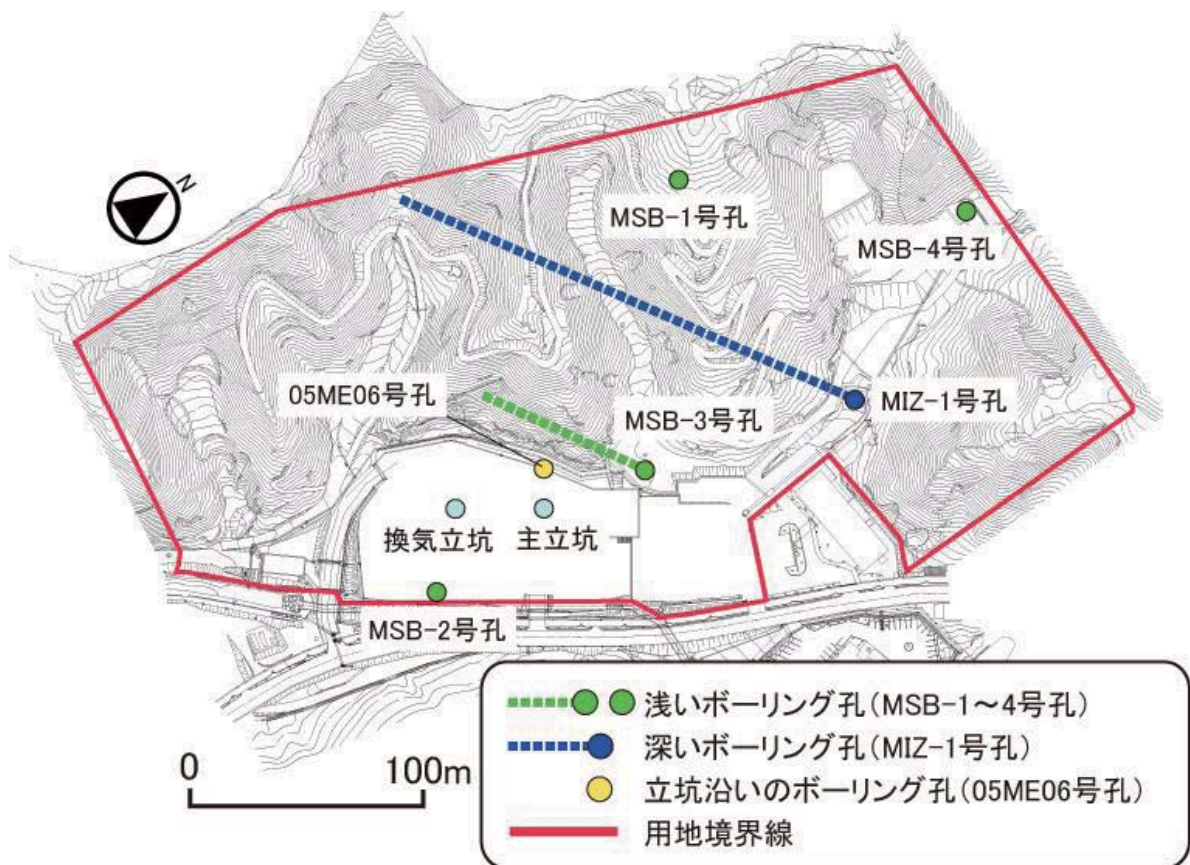 N
MSB-1号孔
MSB-4号孔
05ME06号孔
MSB-3号孔
MIZ-1号孔
換気立坑
主立坑
MSB-2号孔
浅いボーリング孔(MSB-1~4号孔)
深いボーリング孔(MIZ-1号孔)
立坑沿いのボーリング孔(05ME06号孔)
用地境界線
0
100m